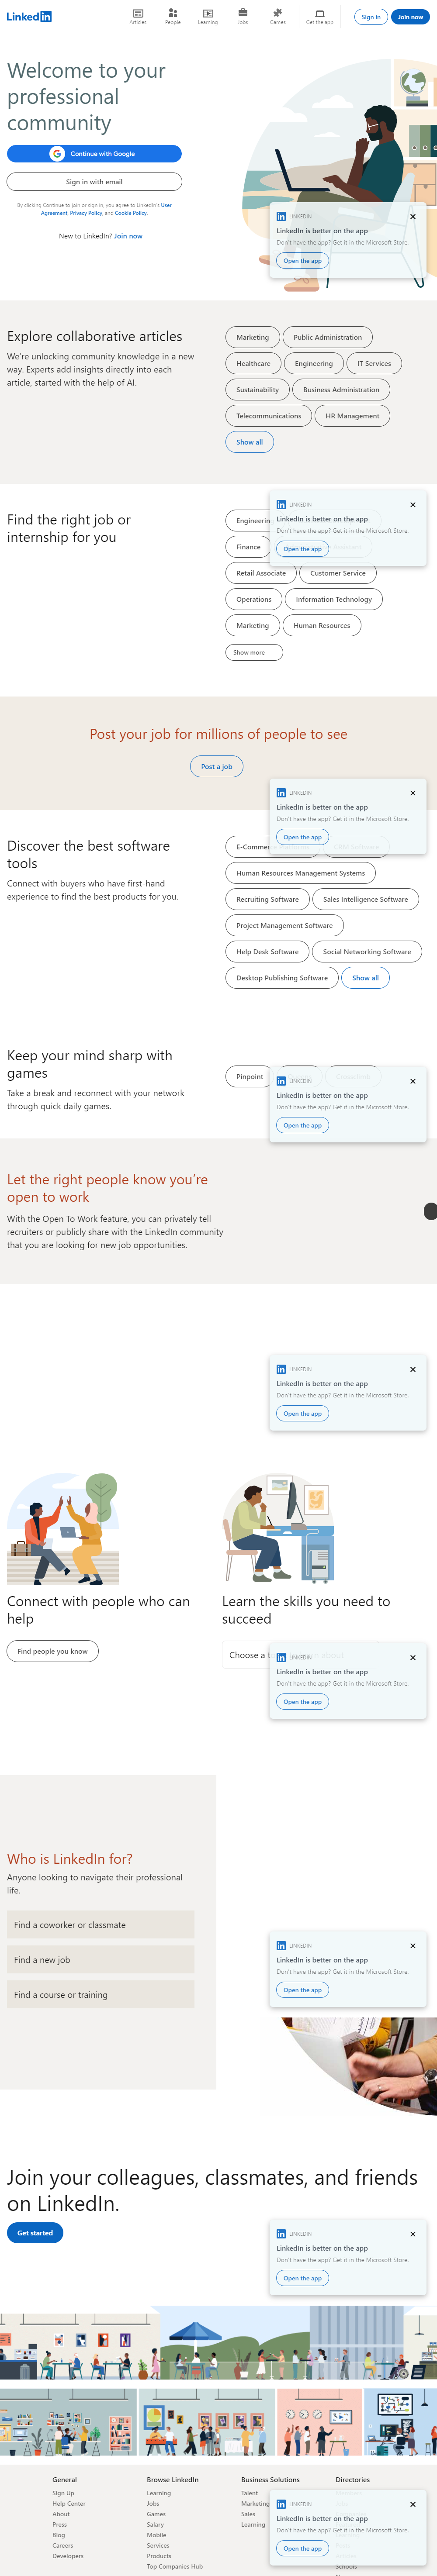 LinkedIn
Articles
People
Learning
Jobs
Games
Get the app
Sign in
Join now
Welcome to your
professional
community
Continue with Google
Sign in with email
By clicking Continue to join or sign in, you agree to LinkedIn's User
Agreement, Privacy Policy, and Cookie Policy.
New to LinkedIn? Join now
LINKEDIN
LinkedIn is better on the app
Don't have the app? Get it in the Microsoft Store.
Open the app
Explore collaborative articles
We're unlocking community knowledge in a new
way. Experts add insights directly into each
article, started with the help of AI.
Marketing
Public Administration
Healthcare
Engineering
IT Services
Sustainability
Business Administration
Telecommunications
HR Management
Show all
Find the right job or
internship for you
Engineering
LINKEDIN
LinkedIn is better on the app
Don't have the app? Get it in the Microsoft Store.
Open the app
Finance
Retail Associate
Customer Service
Operations
Information Technology
Marketing
Human Resources
Show more
Post your job for millions of people to see
Post a job
LINKEDIN
LinkedIn is better on the app
Don't have the app? Get it in the Microsoft Store.
Open the app
Discover the best software
tools
Connect with buyers who have first-hand
experience to find the best products for you.
E-Commerce
Human Resources Management Systems
Recruiting Software
Sales Intelligence Software
Project Management Software
Help Desk Software
Social Networking Software
Desktop Publishing Software
Show all
Keep your mind sharp with
games
Take a break and reconnect with your network
through quick daily games.
Pinpoint
LINKEDIN
LinkedIn is better on the app
Don't have the app? Get it in the Microsoft Store.
Open the app
Let the right people know you're
open to work
With the Open To Work feature, you can privately tell
recruiters or publicly share with the LinkedIn community
that you are looking for new job opportunities.
LINKEDIN
LinkedIn is better on the app
Don't have the app? Get it in the Microsoft Store.
Open the app
Connect with people who can
help
Find people you know
Learn the skills you need to
succeed
Choose a
LINKEDIN
LinkedIn is better on the app
Don't have the app? Get it in the Microsoft Store.
Open the app
Who is LinkedIn for?
Anyone looking to navigate their professional
life.
Find a coworker or classmate
Find a new job
Find a course or training
LINKEDIN
LinkedIn is better on the app
Don't have the app? Get it in the Microsoft Store.
Open the app
Join your colleagues, classmates, and friends
on LinkedIn.
Get started
LINKEDIN
LinkedIn is better on the app
Don't have the app? Get it in the Microsoft Store.
Open the app
General
Sign Up
Help Center
About
Press
Blog
Careers
Developers
Browse LinkedIn
Learning
Jobs
Games
Salary
Mobile
Services
Products
Top Companies Hub
Business Solutions
Talent
Marketing
Sales
Learning
Directories
LINKEDIN
LinkedIn is better on the app
Don't have the app? Get it in the Microsoft Store.
Open the app
Schools